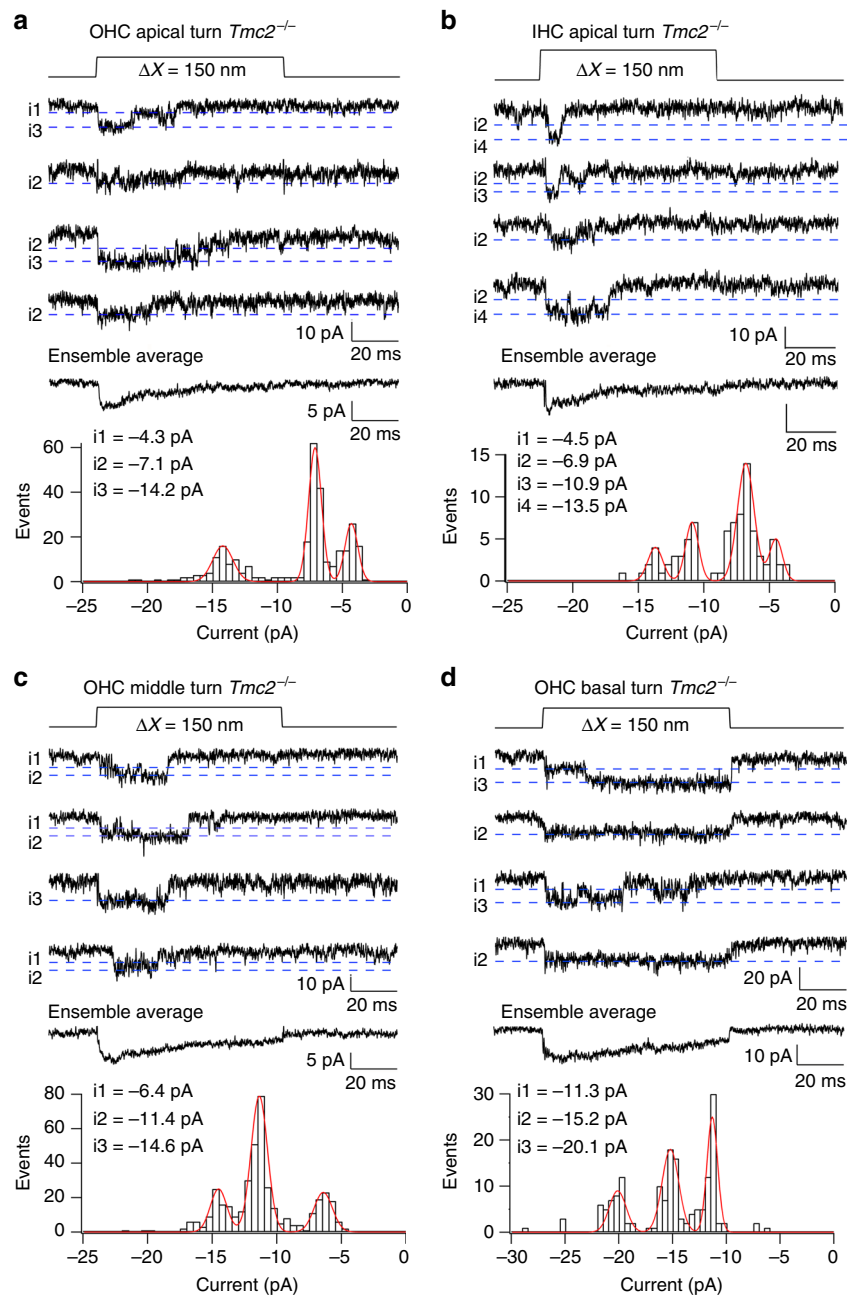 a
OHC apical turn Tmc2−/−
ΔX = 150 nm
i1
i3
i2
i2
i3
i2
10 pA
20 ms
Ensemble average
5 pA
20 ms
i1 = −4.3 pA
i2 = −7.1 pA
i3 = −14.2 pA
Events
60
40
20
0
−25 −20 −15 −10 −5 0
Current (pA)
b
IHC apical turn Tmc2−/−
ΔX = 150 nm
i2
i4
i2
i3
i2
i2
i4
10 pA
20 ms
Ensemble average
20 ms
i1 = −4.5 pA
i2 = −6.9 pA
i3 = −10.9 pA
i4 = −13.5 pA
Events
15
10
5
0
−25 −20 −15 −10 −5 0
Current (pA)
c
OHC middle turn Tmc2−/−
ΔX = 150 nm
i1
i2
i1
i2
i3
i1
i2
10 pA
20 ms
Ensemble average
5 pA
20 ms
i1 = −6.4 pA
i2 = −11.4 pA
i3 = −14.6 pA
Events
80
60
40
20
0
−25 −20 −15 −10 −5 0
Current (pA)
d
OHC basal turn Tmc2−/−
ΔX = 150 nm
i1
i3
i2
i1
i3
i2
20 pA
20 ms
Ensemble average
10 pA
20 ms
i1 = −11.3 pA
i2 = −15.2 pA
i3 = −20.1 pA
Events
30
20
10
0
−30 −25 −20 −15 −10 −5 0
Current (pA)